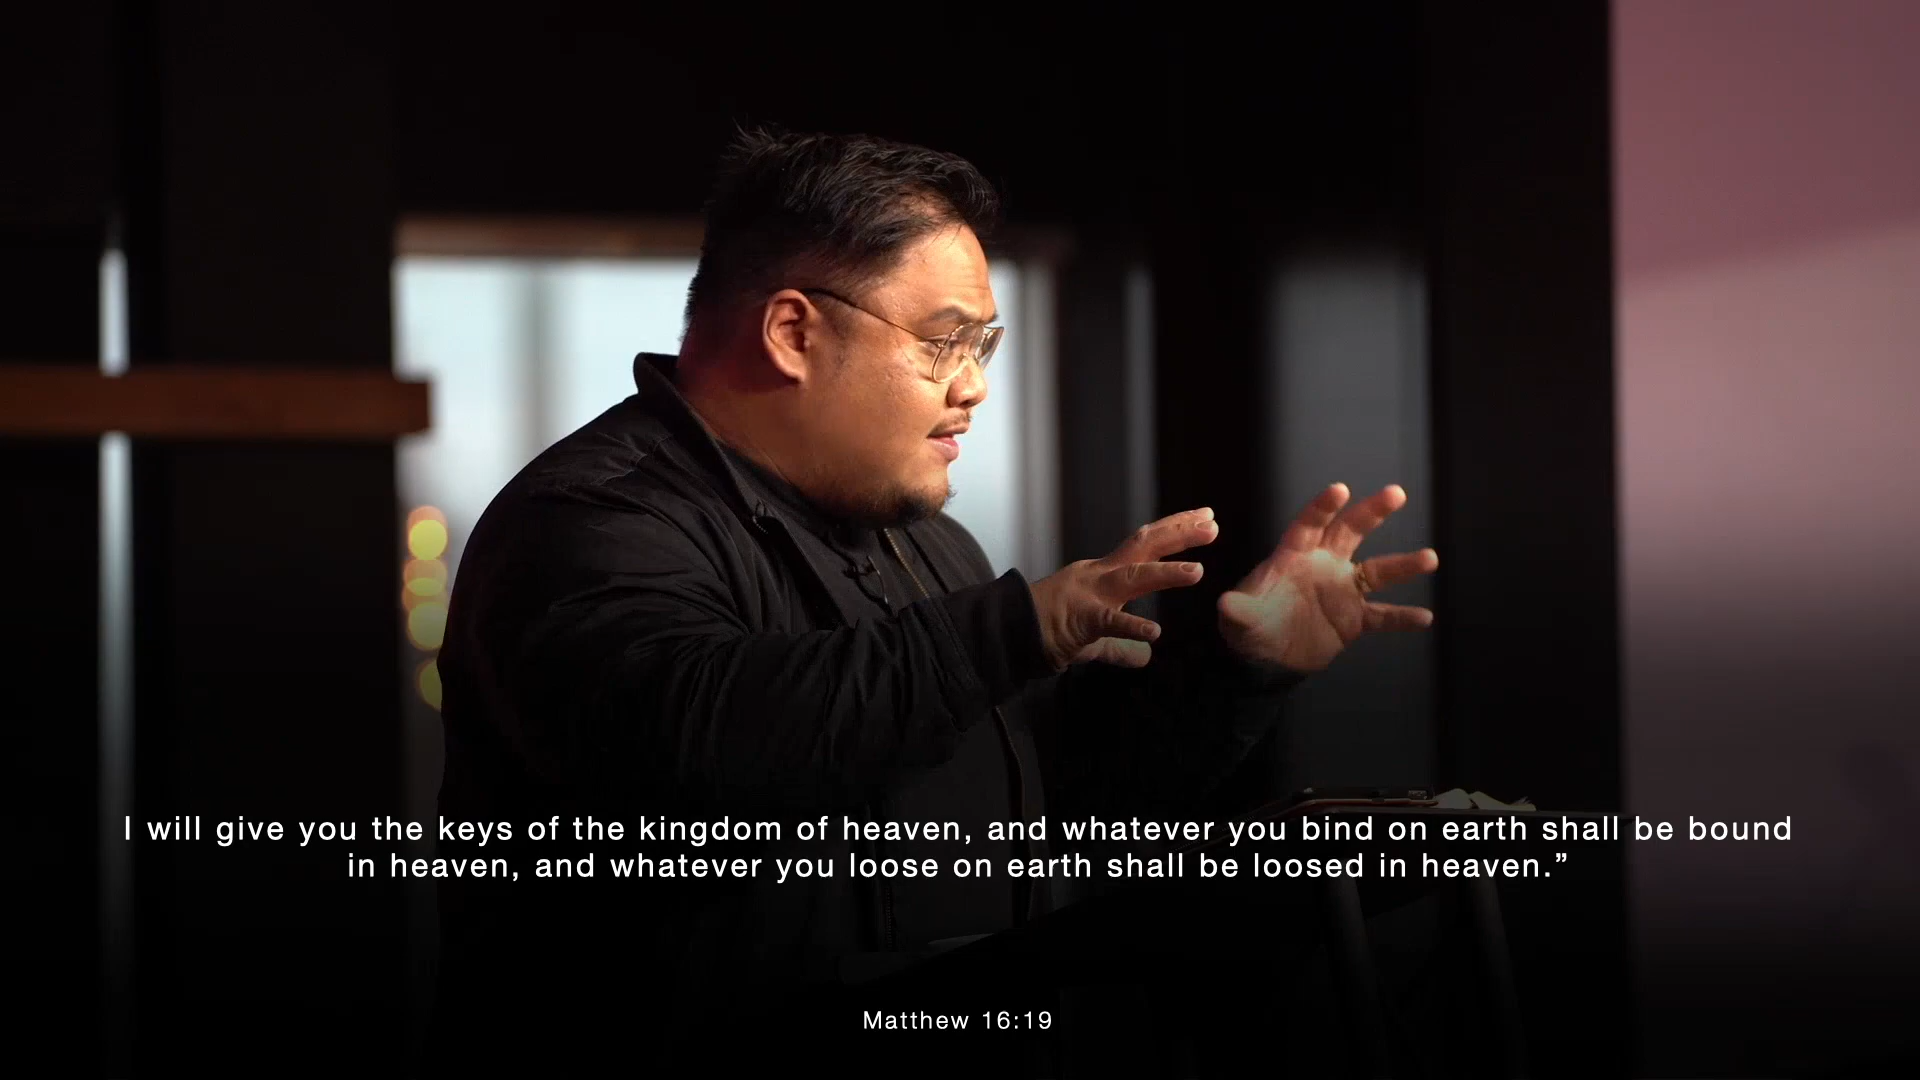 I will give you the keys of the kingdom of heaven, and whatever you bind on earth shall be bound
in heaven, and whatever you loose on earth shall be loosed in heaven.”
Matthew 16:19